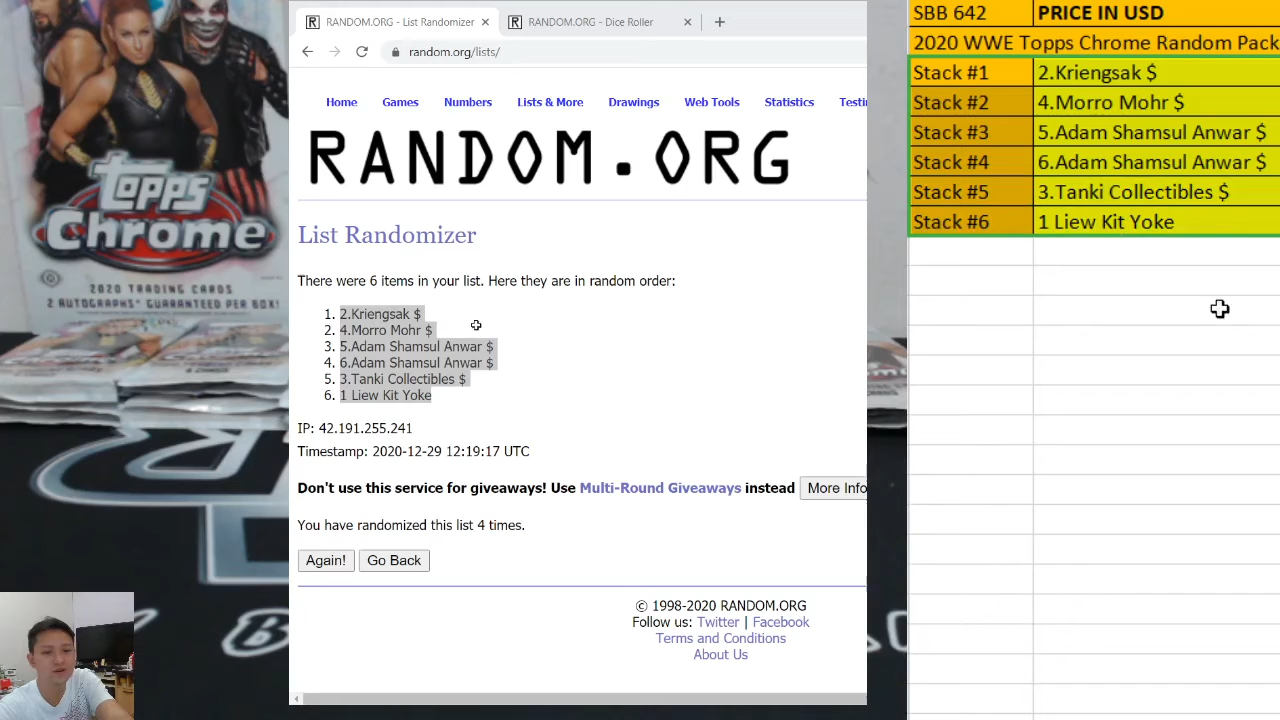 RANDOM.ORG - List Randomizer
RANDOM.ORG - Dice Roller
random.org/lists/
Home Games Numbers Lists & More Drawings Web Tools Statistics
RANDOM.ORG
List Randomizer
There were 6 items in your list. Here they are in random order:
1. 2.Kriengsak $
2. 4.Morro Mohr $
3. 5.Adam Shamsul Anwar $
4. 6.Adam Shamsul Anwar $
5. 3.Tanki Collectibles $
6. 1 Liew Kit Yoke
IP: 42.191.255.241
Timestamp: 2020-12-29 12:19:17 UTC
Don't use this service for giveaways! Use Multi-Round Giveaways instead More Info
You have randomized this list 4 times.
Again! Go Back
© 1998-2020 RANDOM.ORG
Follow us: Twitter | Facebook
Terms and Conditions
About Us
SBB 642 PRICE IN USD
2020 WWE Topps Chrome Random Pack
Stack #1 2.Kriengsak $
Stack #2 4.Morro Mohr $
Stack #3 5.Adam Shamsul Anwar $
Stack #4 6.Adam Shamsul Anwar $
Stack #5 3.Tanki Collectibles $
Stack #6 1 Liew Kit Yoke
topps
Chrome
2020 TRADING CARDS
2 AUTOGRAPHS GUARANTEED PER BOX!